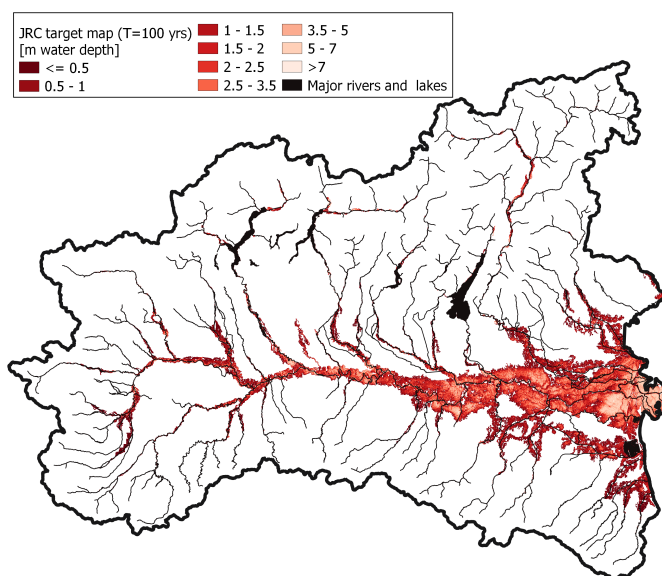 JRC target map (T=100 yrs)
[m water depth]
<= 0.5
0.5 - 1
1 - 1.5
1.5 - 2
2 - 2.5
2.5 - 3.5
3.5 - 5
5 - 7
>7
Major rivers and lakes